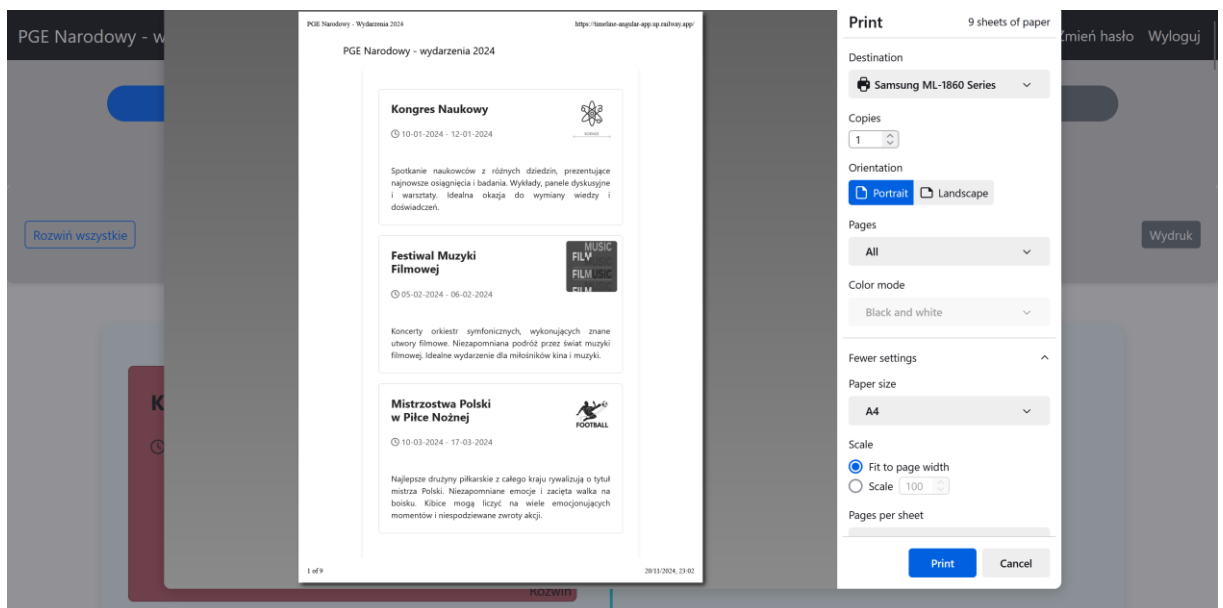 PGE Narodowy - w
Zmień hasło Wyloguj
Rozwiń wszystkie
Wydruk
K
Rozwiń
PGE Narodowy - Wydarzenia 2024
https://timeline-angular-app.up.railway.app/
PGE Narodowy - wydarzenia 2024
Kongres Naukowy
10-01-2024 - 12-01-2024
SCIENCE
Spotkanie naukowców z różnych dziedzin, prezentujące
najnowsze osiągnięcia i badania. Wykłady, panele dyskusyjne
i warsztaty. Idealna okazja do wymiany wiedzy i
doświadczeń.
Festiwal Muzyki
Filmowej
MUSIC
FILM
MUSIC
FILMUSIC
FILM
05-02-2024 - 06-02-2024
Koncerty orkiestr symfonicznych, wykonujących znane
utwory filmowe. Niezapomniana podróż przez świat muzyki
filmowej. Idealne wydarzenie dla miłośników kina i muzyki.
Mistrzostwa Polski
w Piłce Nożnej
FOOTBALL
10-03-2024 - 17-03-2024
Najlepsze drużyny piłkarskie z całego kraju rywalizują o tytuł
mistrza Polski. Niezapomniane emocje i zacięta walka na
boisku. Kibice mogą liczyć na wiele emocjonujących
momentów i niespodziewane zwroty akcji.
1 of 9
20/11/2024, 23:02
Print
9 sheets of paper
Destination
Samsung ML-1860 Series
Copies
1
Orientation
Portrait
Landscape
Pages
All
Color mode
Black and white
Fewer settings
Paper size
A4
Scale
Fit to page width
Scale 100
Pages per sheet
Print
Cancel